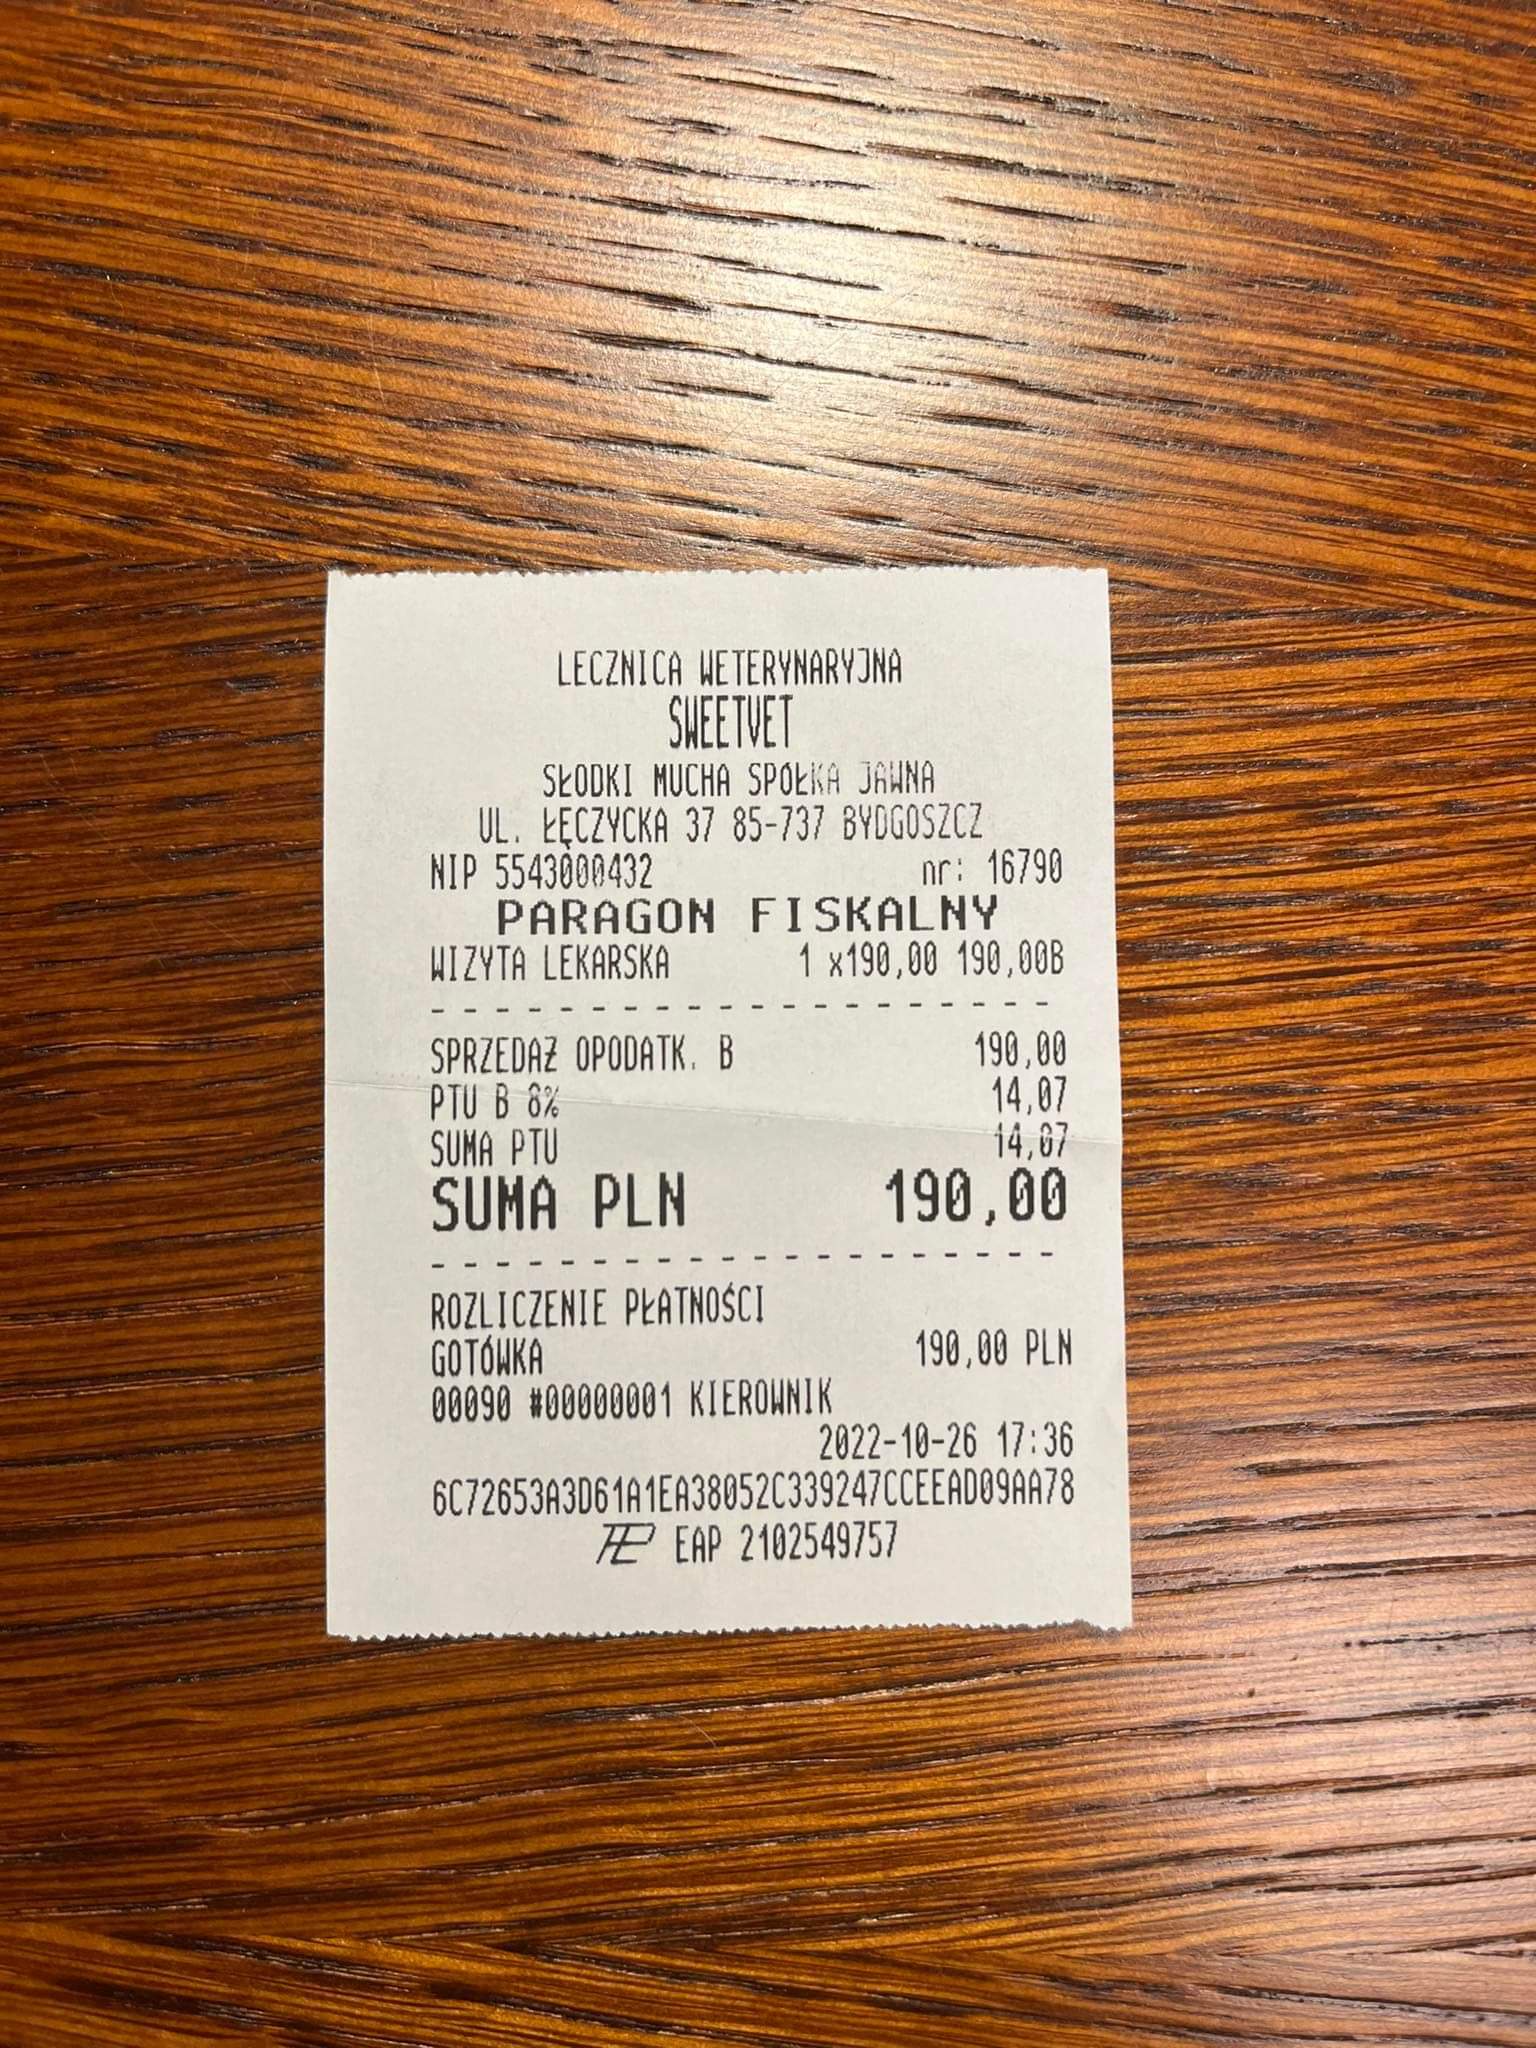 LECZNICA WETERYNARYJNA
SWEETVET
SŁODKI MUCHA SPÓŁKA JAWNA
UL. ŁĘCZYCKA 37 85-737 BYDGOSZCZ
NIP 5543000432 nr: 16790
PARAGON FISKALNY
WIZYTA LEKARSKA 1 x190,00 190,00B
- - - - - - - - - - - - - - - - - - - -
SPRZEDAŻ OPODATK. B 190,00
PTU B 8% 14,07
SUMA PTU 14,07
SUMA PLN 190,00
- - - - - - - - - - - - - - - - - - - -
ROZLICZENIE PŁATNOŚCI
GOTÓWKA 190,00 PLN
00090 #00000001 KIEROWNIK
2022-10-26 17:36
6C72653A3D61A1EA38052C339247CCEEAD09AA78
EAP 2102549757